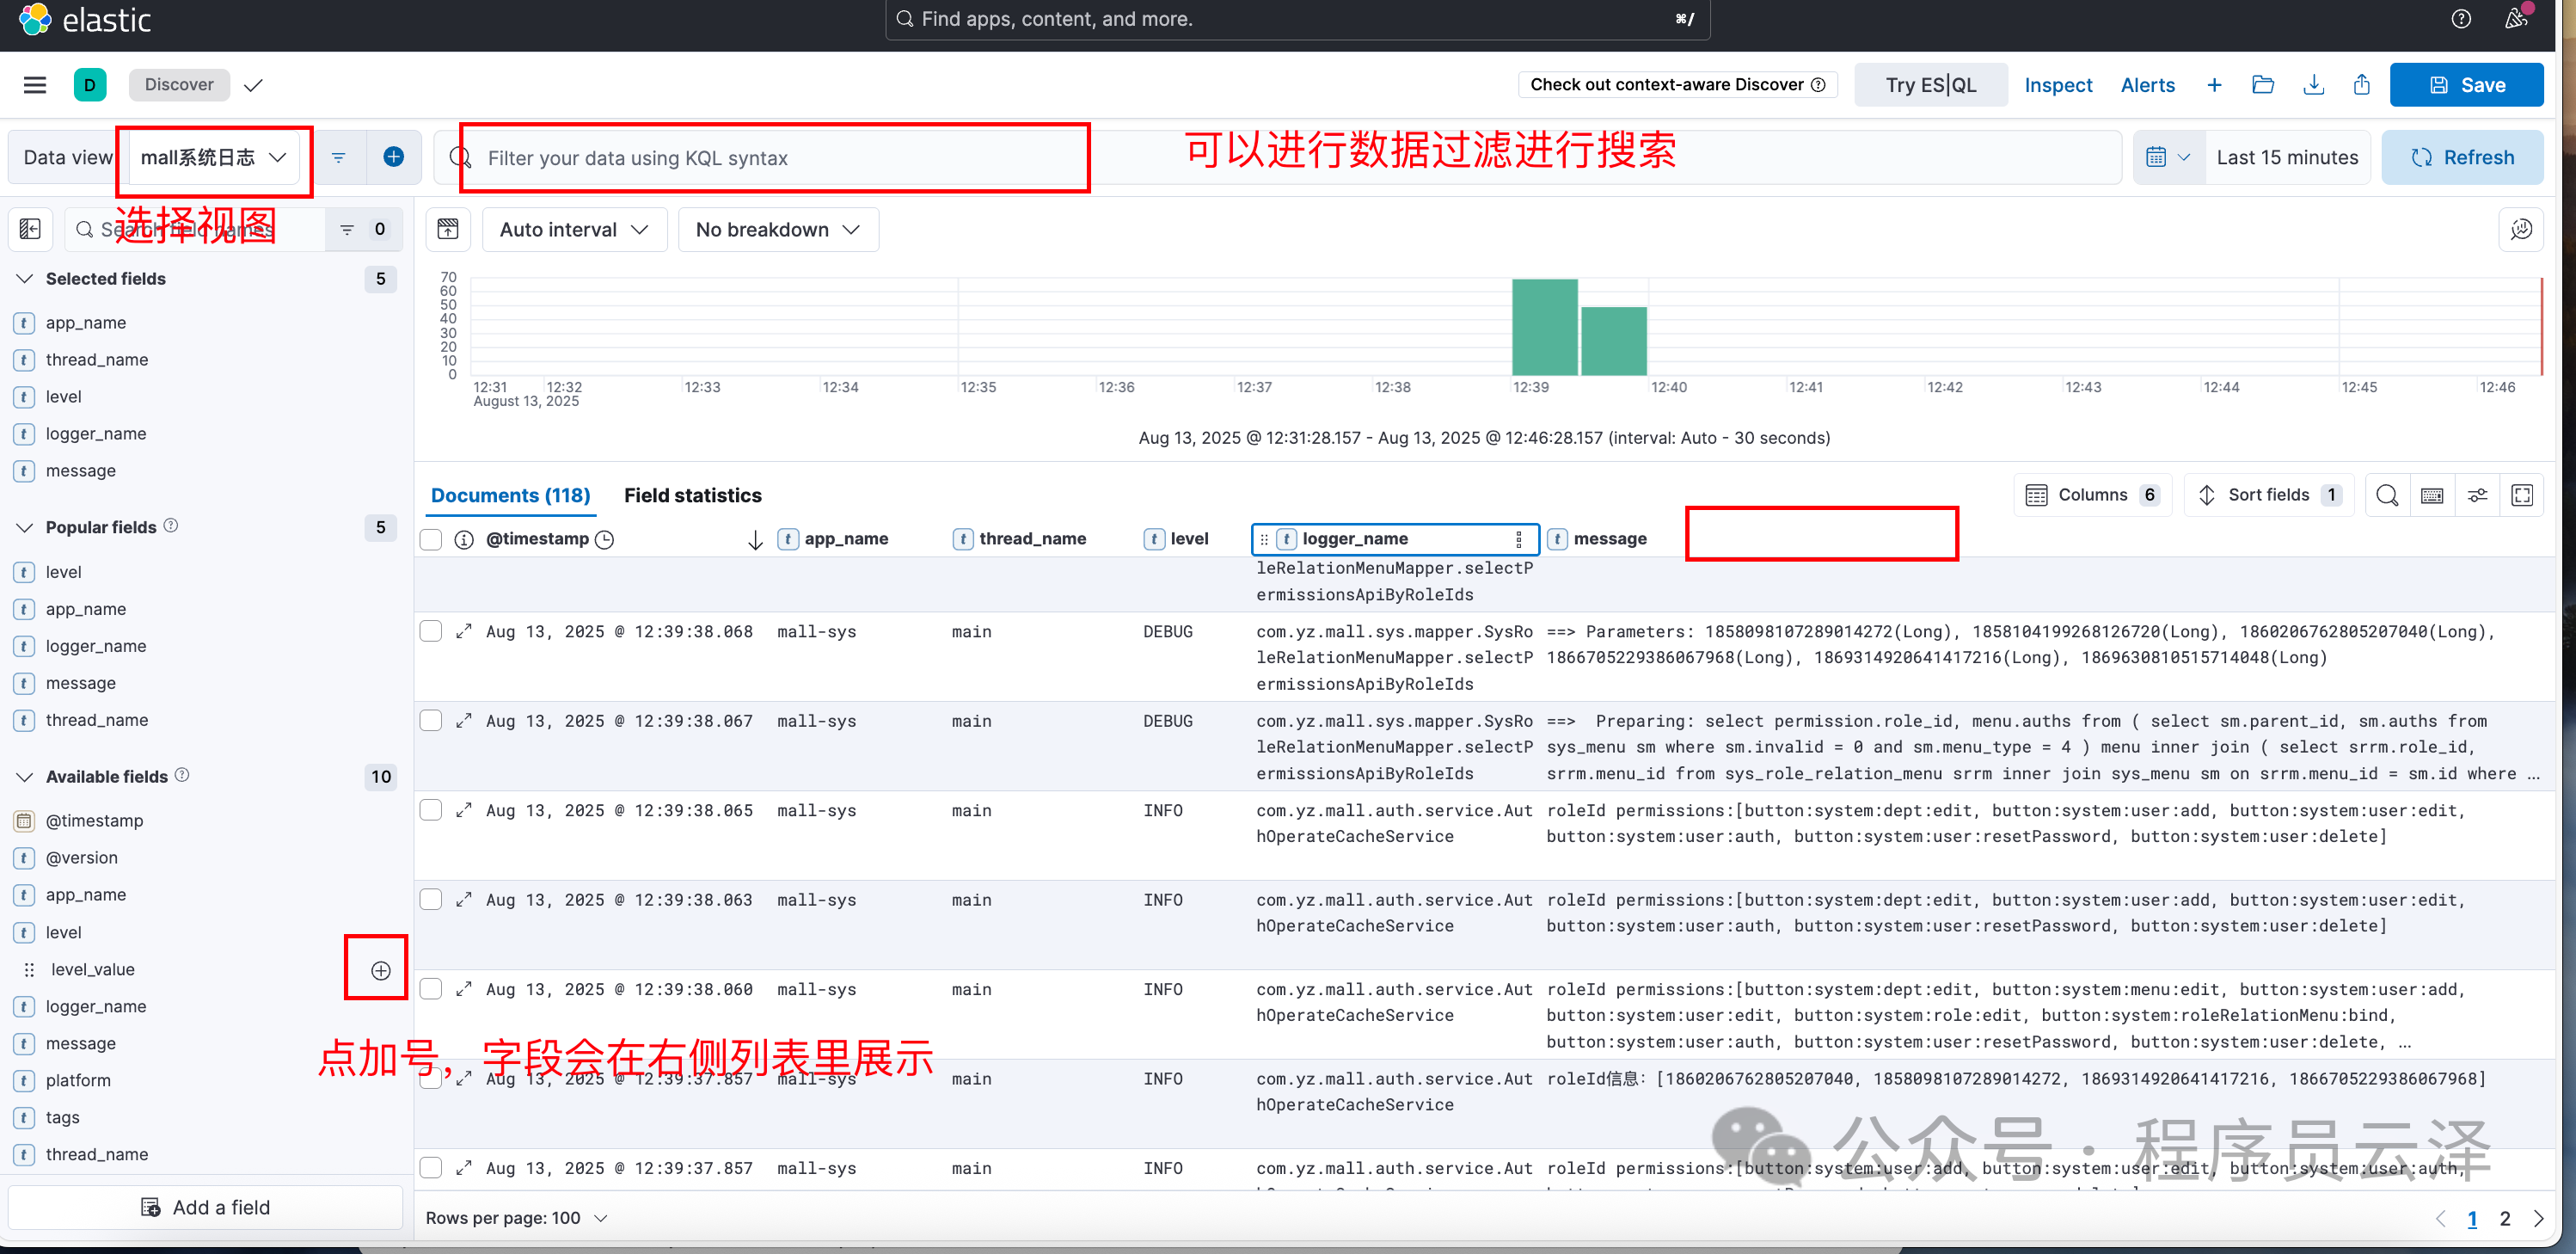 elastic
Find apps, content, and more.
⌘/
D
Discover
Check out context-aware Discover
Try ES|QL
Inspect
Alerts
Save
Data view
mall系统日志
Filter your data using KQL syntax
可以进行数据过滤进行搜索
Last 15 minutes
Refresh
选择视图
Search field names
0
Auto interval
No breakdown
Selected fields
5
app_name
thread_name
level
logger_name
message
Popular fields
5
level
app_name
logger_name
message
thread_name
Available fields
10
@timestamp
@version
app_name
level
level_value
logger_name
message
platform
tags
thread_name
Add a field
点加号，字段会在右侧列表里展示
70
60
50
40
30
20
10
0
12:31 12:32 12:33 12:34 12:35 12:36 12:37 12:38 12:39 12:40 12:41 12:42 12:43 12:44 12:45 12:46
August 13, 2025
Aug 13, 2025 @ 12:31:28.157 - Aug 13, 2025 @ 12:46:28.157 (interval: Auto - 30 seconds)
Documents (118)
Field statistics
Columns 6
Sort fields 1
@timestamp app_name thread_name level logger_name message
leRelationMenuMapper.selectP
ermissionsApiByRoleIds
Aug 13, 2025 @ 12:39:38.068 mall-sys main DEBUG com.yz.mall.sys.mapper.SysRo ==> Parameters: 1858098107289014272(Long), 1858104199268126720(Long), 1860206762805207040(Long),
leRelationMenuMapper.selectP 1866705229386067968(Long), 1869314920641417216(Long), 1869630810515714048(Long)
ermissionsApiByRoleIds
Aug 13, 2025 @ 12:39:38.067 mall-sys main DEBUG com.yz.mall.sys.mapper.SysRo ==>  Preparing: select permission.role_id, menu.auths from ( select sm.parent_id, sm.auths from
leRelationMenuMapper.selectP sys_menu sm where sm.invalid = 0 and sm.menu_type = 4 ) menu inner join ( select srrm.role_id,
ermissionsApiByRoleIds srrm.menu_id from sys_role_relation_menu srrm inner join sys_menu sm on srrm.menu_id = sm.id where …
Aug 13, 2025 @ 12:39:38.065 mall-sys main INFO com.yz.mall.auth.service.Aut roleId permissions:[button:system:dept:edit, button:system:user:add, button:system:user:edit,
hOperateCacheService button:system:user:auth, button:system:user:resetPassword, button:system:user:delete]
Aug 13, 2025 @ 12:39:38.063 mall-sys main INFO com.yz.mall.auth.service.Aut roleId permissions:[button:system:dept:edit, button:system:user:add, button:system:user:edit,
hOperateCacheService button:system:user:auth, button:system:user:resetPassword, button:system:user:delete]
Aug 13, 2025 @ 12:39:38.060 mall-sys main INFO com.yz.mall.auth.service.Aut roleId permissions:[button:system:dept:edit, button:system:menu:edit, button:system:user:add,
hOperateCacheService button:system:user:edit, button:system:role:edit, button:system:roleRelationMenu:bind,
button:system:user:auth, button:system:user:resetPassword, button:system:user:delete, …
Aug 13, 2025 @ 12:39:37.857 mall-sys main INFO com.yz.mall.auth.service.Aut roleId信息：[1860206762805207040, 1858098107289014272, 1869314920641417216, 1866705229386067968]
hOperateCacheService
Aug 13, 2025 @ 12:39:37.857 mall-sys main INFO com.yz.mall.auth.service.Aut roleId permissions:[button:system:user:add, button:system:user:edit, button:system:user:auth,
公众号 · 程序员云泽
Rows per page: 100
1
2